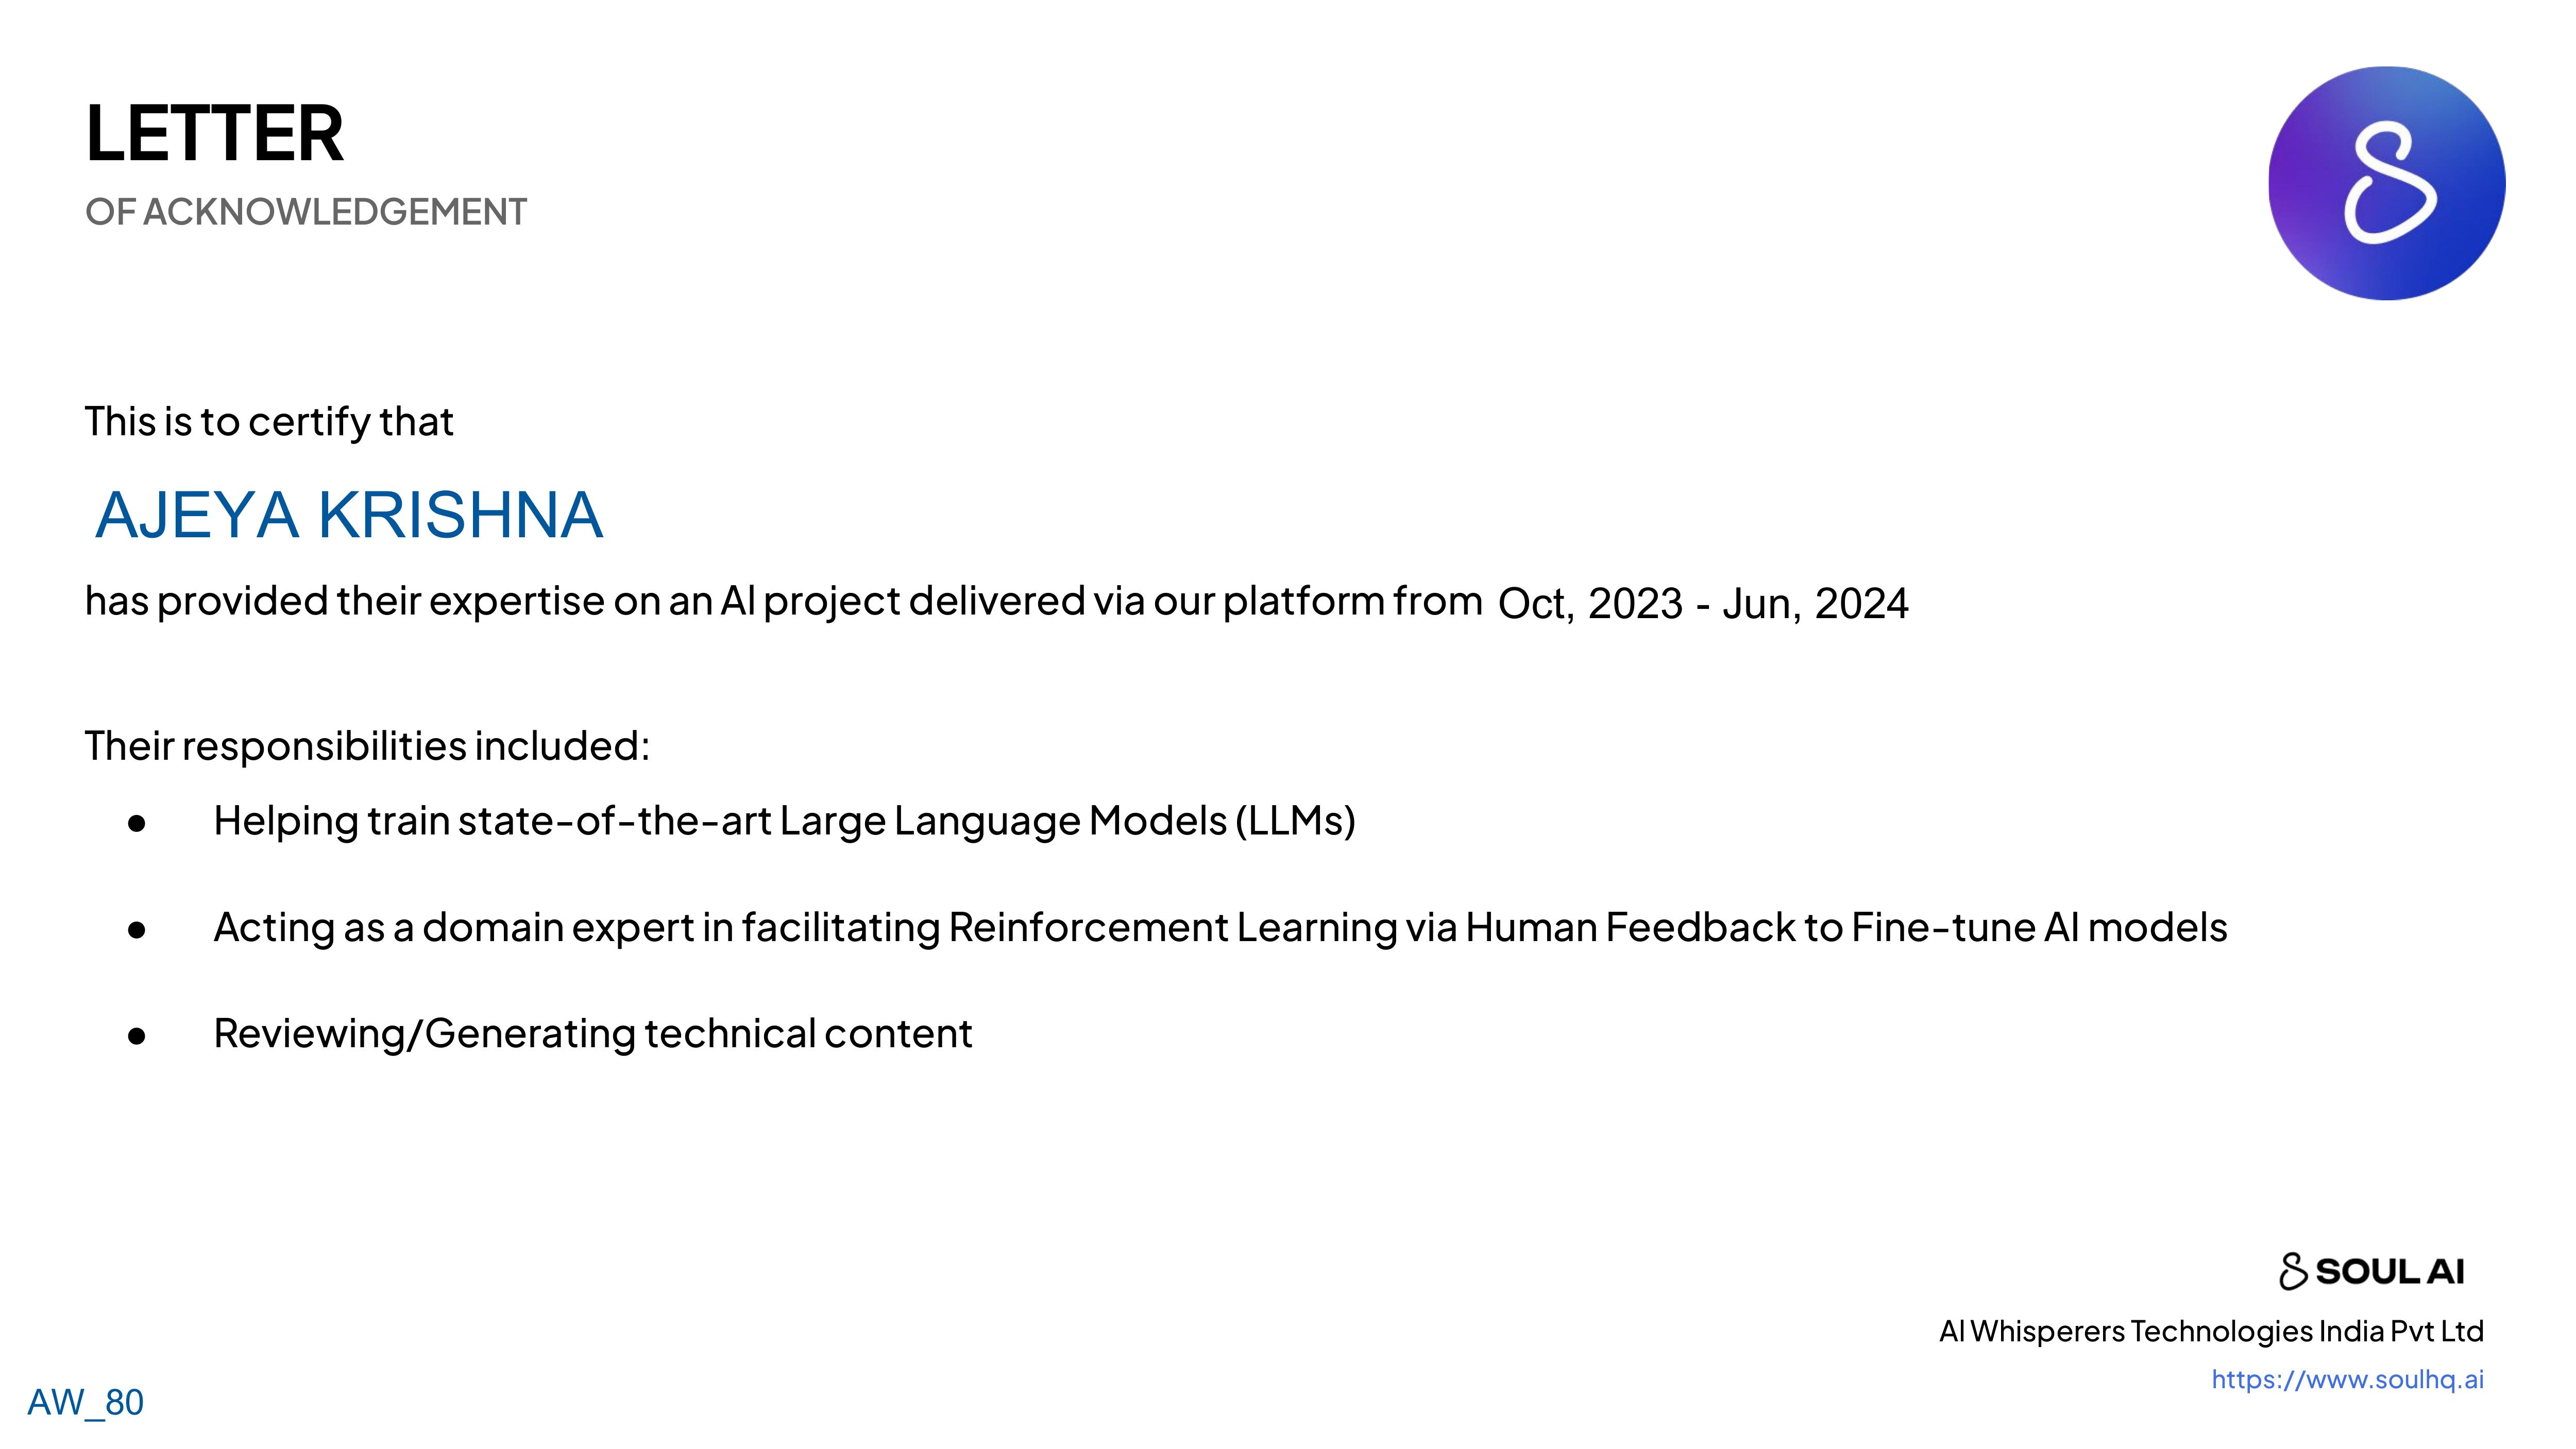 LETTER
OF ACKNOWLEDGEMENT
This is to certify that
AJEYA KRISHNA
has provided their expertise on an AI project delivered via our platform from Oct, 2023 - Jun, 2024
Their responsibilities included:
● Helping train state-of-the-art Large Language Models (LLMs)
● Acting as a domain expert in facilitating Reinforcement Learning via Human Feedback to Fine-tune AI models
● Reviewing/Generating technical content
SOUL AI
AI Whisperers Technologies India Pvt Ltd
https://www.soulhq.ai
AW_80